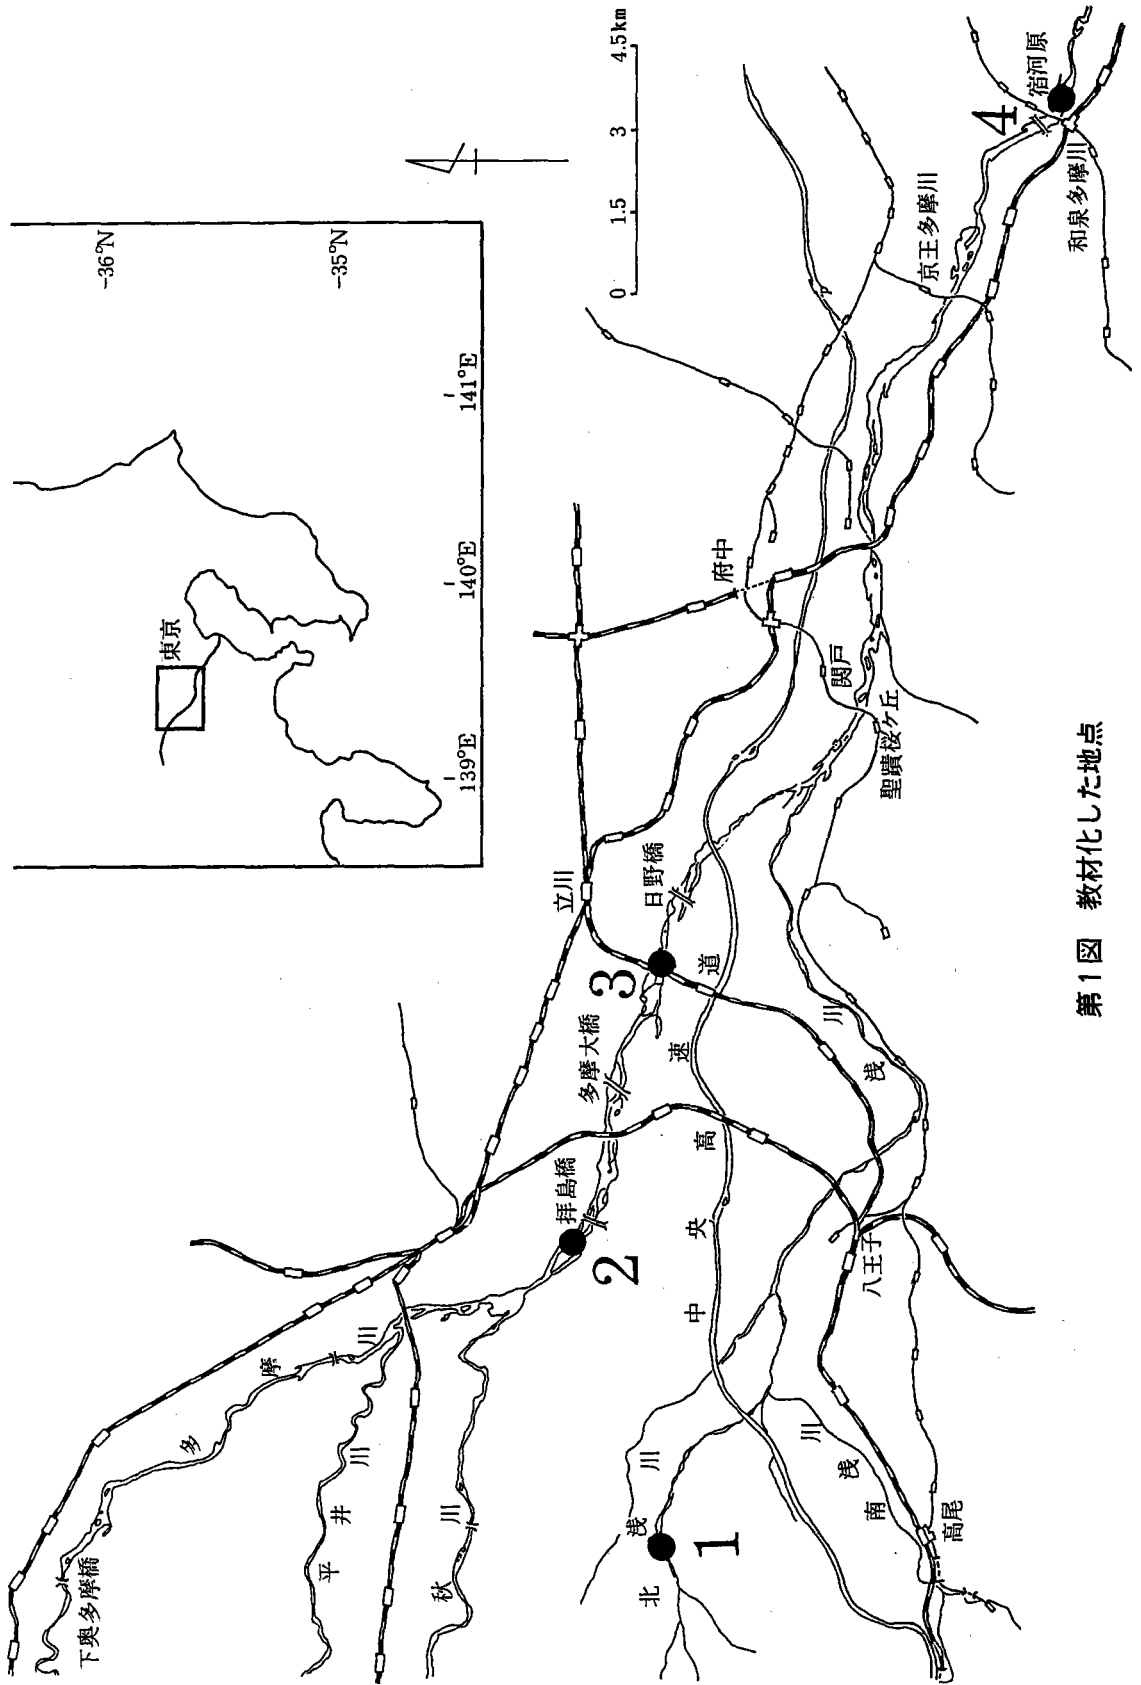 -36°N
-35°N
139°E
140°E
141°E
東京
0 1.5 3 4.5km
下奥多摩橋
多摩川
平井川
秋川
北浅川
南浅川
浅川
高尾
八王子
中央高速道
拝島橋
多摩大橋
立川
日野橋
府中
関戸
聖蹟桜ヶ丘
京王多摩川
和泉多摩川
宿河原
1
2
3
4
第1図 教材化した地点